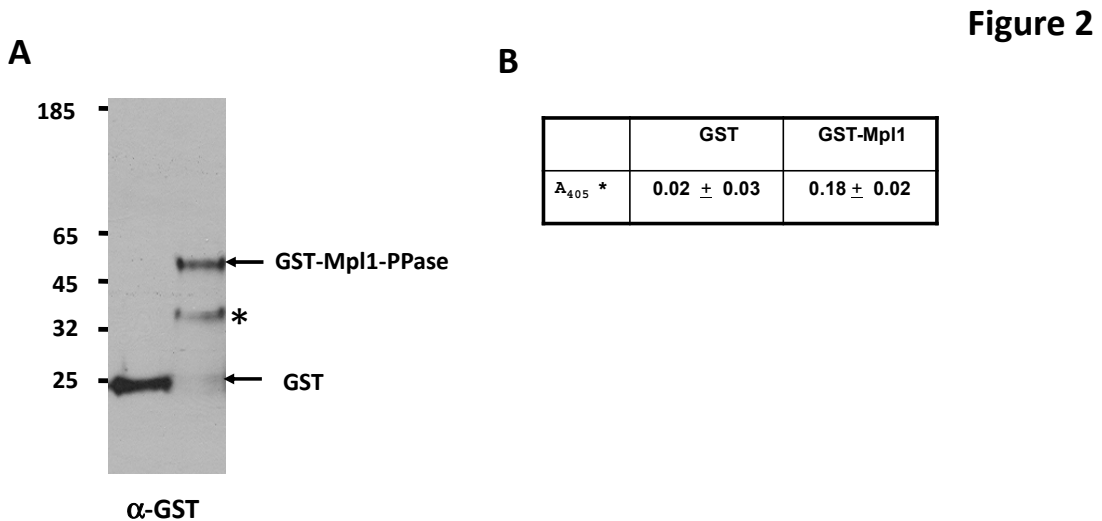 Figure 2
A
B
185
65
45
32
25
GST-Mpl1-PPase
*
GST
α-GST
GST GST-Mpl1
A₄₀₅ * 0.02 ± 0.03 0.18 ± 0.02